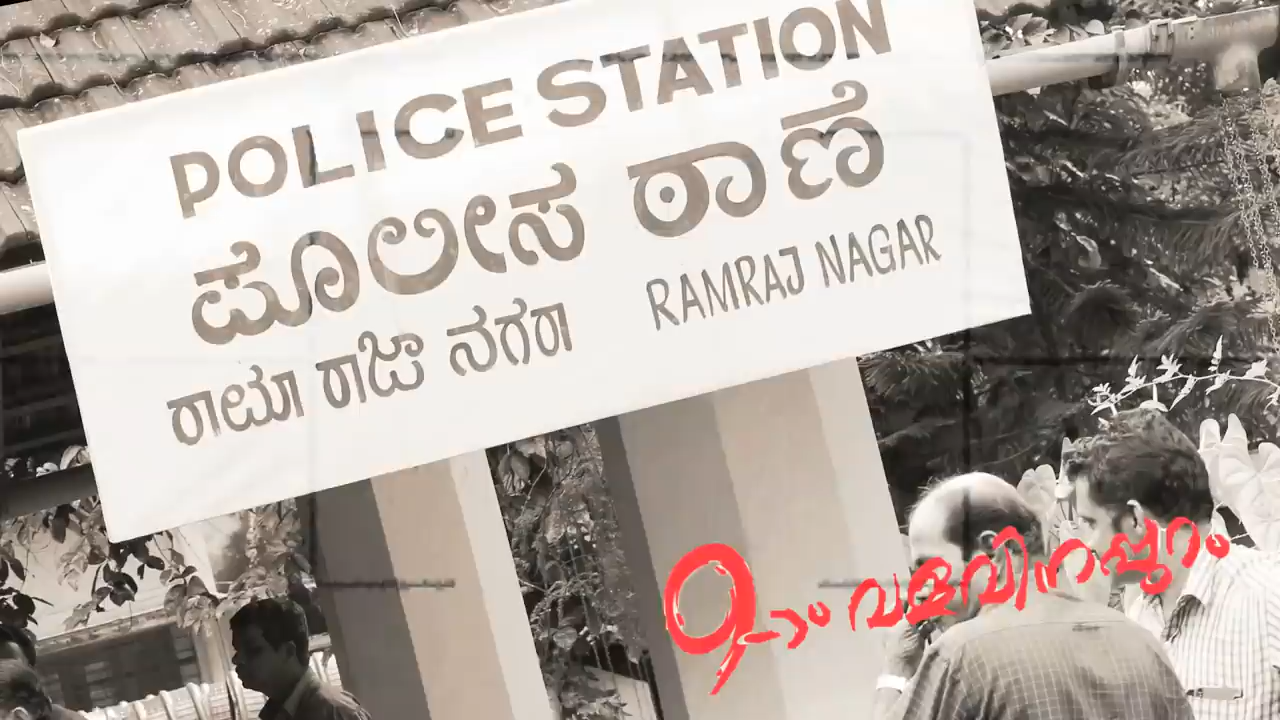 POLICE STATION
ಪೊಲೀಸ ಠಾಣೆ
ರಾಮಾ ರಾಜಾ ನಗರಾ RAMRAJ NAGAR
9-ാം വളവിനപ്പുറം